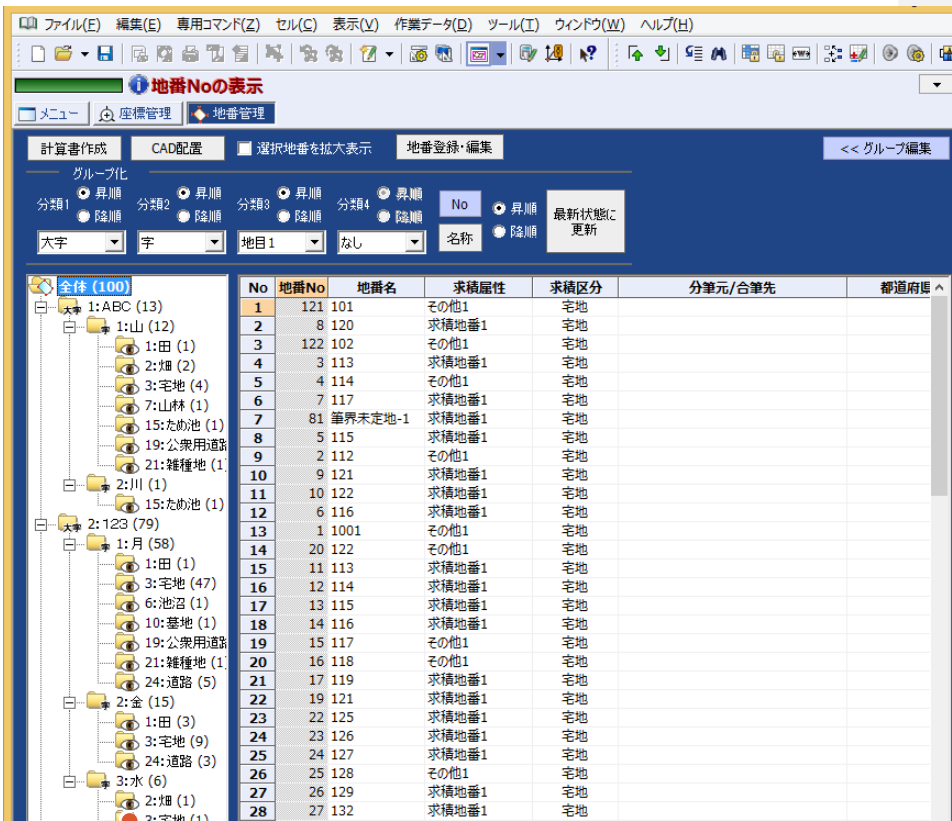 ファイル(F) 編集(E) 専用コマンド(Z) セル(C) 表示(V) 作業データ(D) ツール(T) ウィンドウ(W) ヘルプ(H)
地番Noの表示
メニュー 座標管理 地番管理
計算書作成 CAD配置 選択地番を拡大表示 地番登録・編集 << グループ編集
グループ化
分類1 昇順 降順 分類2 昇順 降順 分類3 昇順 降順 分類4 昇順 降順 No 名称 昇順 降順 最新状態に更新
大字 字 地目1 なし
全体 (100)
大字 1:ABC (13)
字 1:山 (12)
1:田 (1)
2:畑 (2)
3:宅地 (4)
7:山林 (1)
15:ため池 (1)
19:公衆用道路
21:雑種地 (1)
字 2:川 (1)
15:ため池 (1)
大字 2:123 (79)
字 1:月 (58)
1:田 (1)
3:宅地 (47)
6:池沼 (1)
10:墓地 (1)
19:公衆用道路
21:雑種地 (1)
24:道路 (5)
字 2:金 (15)
1:田 (3)
3:宅地 (9)
24:道路 (3)
字 3:水 (6)
2:畑 (1)
3:宅地 (1)
No 地番No 地番名 求積属性 求積区分 分筆元/合筆先 都道府
1 121 101 その他1 宅地
2 8 120 求積地番1 宅地
3 122 102 その他1 宅地
4 3 113 求積地番1 宅地
5 4 114 その他1 宅地
6 7 117 求積地番1 宅地
7 81 筆界未定地-1 求積地番1 宅地
8 5 115 求積地番1 宅地
9 2 112 その他1 宅地
10 9 121 求積地番1 宅地
11 10 122 求積地番1 宅地
12 6 116 求積地番1 宅地
13 1 1001 その他1 宅地
14 20 122 その他1 宅地
15 11 113 求積地番1 宅地
16 12 114 求積地番1 宅地
17 13 115 求積地番1 宅地
18 14 116 求積地番1 宅地
19 15 117 その他1 宅地
20 16 118 その他1 宅地
21 17 119 求積地番1 宅地
22 19 121 求積地番1 宅地
23 22 125 求積地番1 宅地
24 23 126 求積地番1 宅地
25 24 127 求積地番1 宅地
26 25 128 その他1 宅地
27 26 129 求積地番1 宅地
28 27 132 求積地番1 宅地